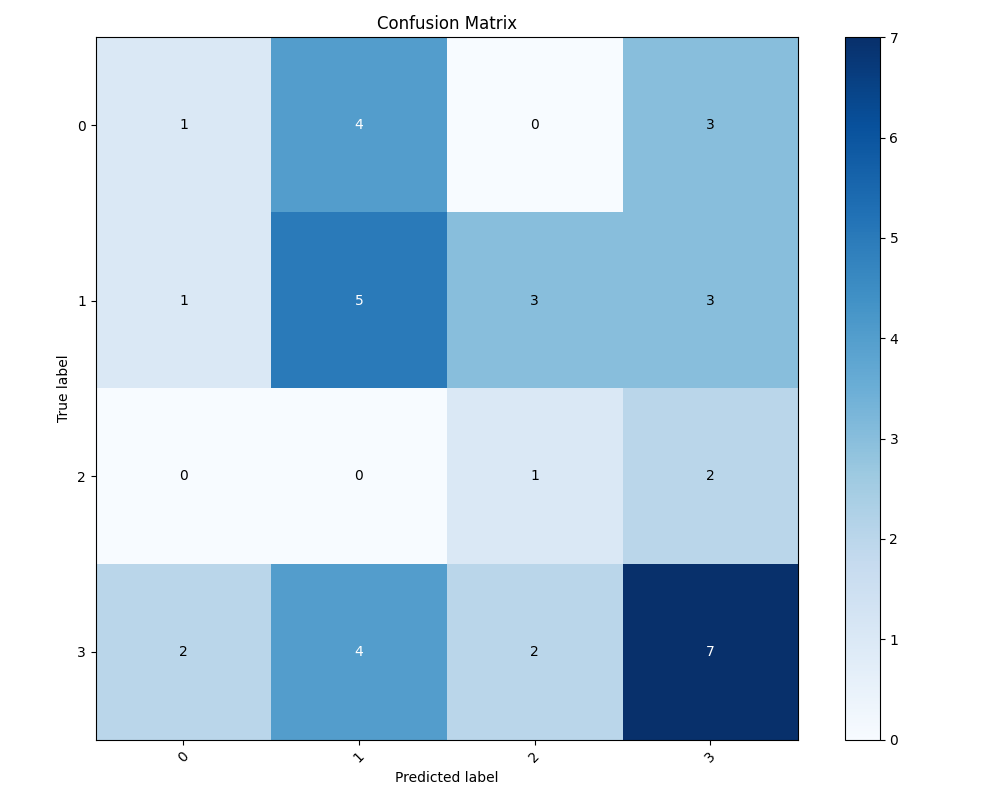 Confusion Matrix
0 1 4 0 3
1 1 5 3 3
2 0 0 1 2
3 2 4 2 7
True label
0 1 2 3
Predicted label
7
6
5
4
3
2
1
0